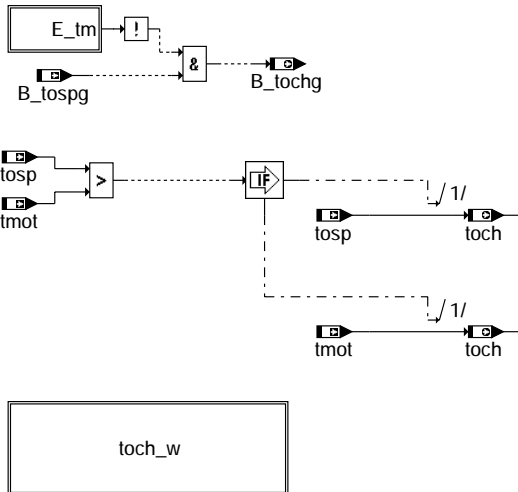 E_tm
!
&
B_tospg
B_tochg
tosp
>
IF
tmot
1/
tosp
toch
1/
tmot
toch
toch_w